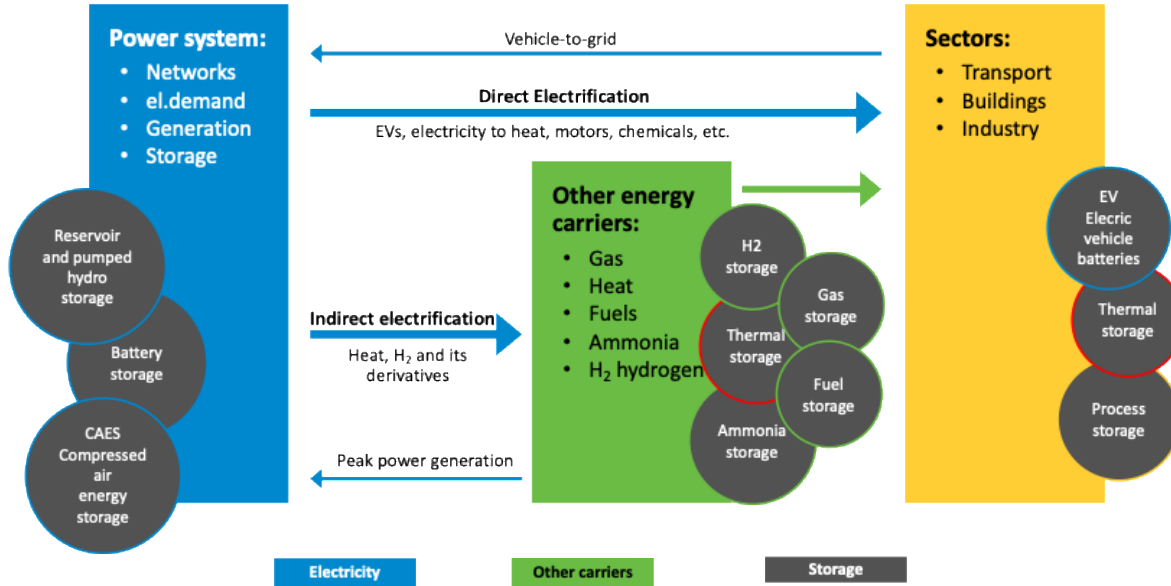 Power system:
• Networks
• el.demand
• Generation
• Storage
Reservoir
and pumped
hydro
storage
Battery
storage
CAES
Compressed
air
energy
storage
Vehicle-to-grid
Direct Electrification
EVs, electricity to heat, motors, chemicals, etc.
Indirect electrification
Heat, H₂ and its
derivatives
Peak power generation
Other energy
carriers:
• Gas
• Heat
• Fuels
• Ammonia
• H₂ hydrogen
H2
storage
Gas
storage
Thermal
storage
Fuel
storage
Ammonia
storage
Sectors:
• Transport
• Buildings
• Industry
EV
Elecric
vehicle
batteries
Thermal
storage
Process
storage
Electricity
Other carriers
Storage